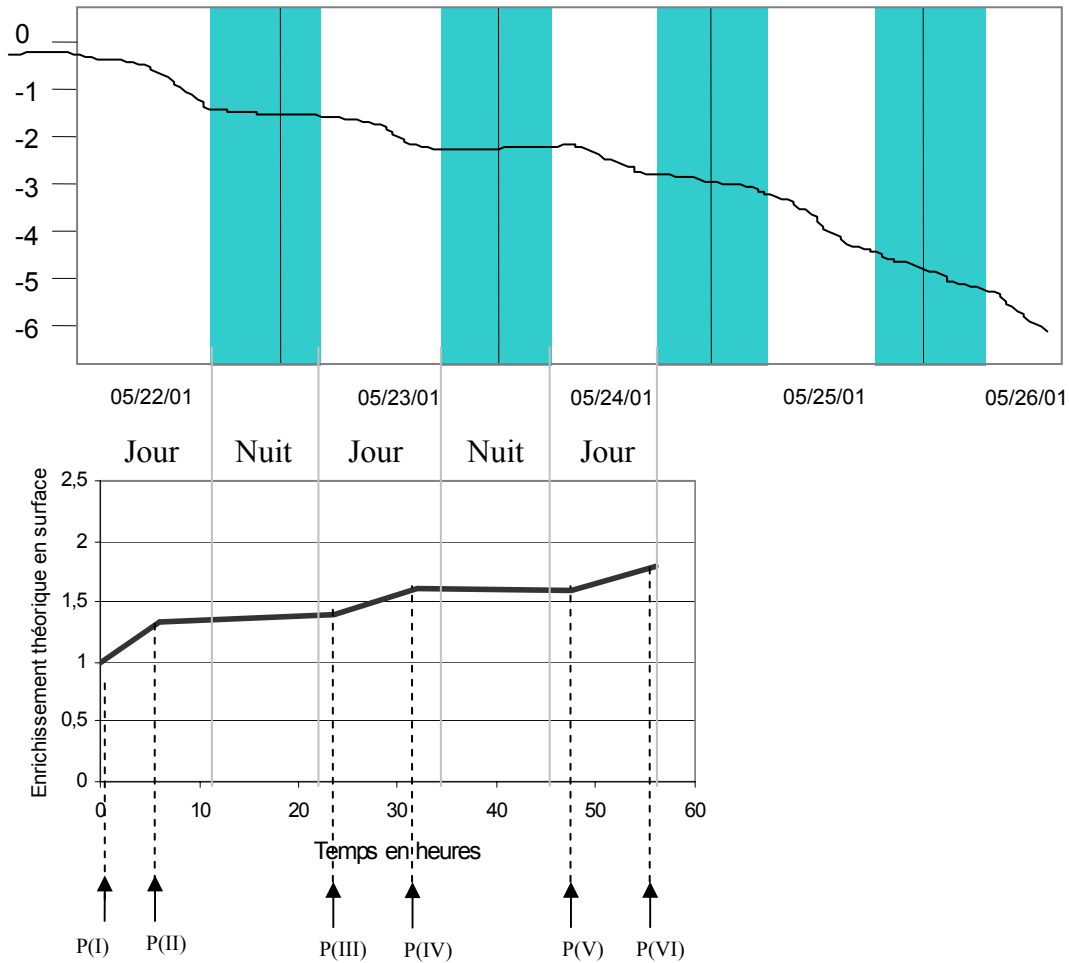 0
-1
-2
-3
-4
-5
-6
05/22/01 05/23/01 05/24/01 05/25/01 05/26/01
Jour Nuit Jour Nuit Jour
Enrichissement théorique en surface
2,5
2
1,5
1
0,5
0
0 10 20 30 40 50 60
Temps en heures
P(I) P(II) P(III) P(IV) P(V) P(VI)